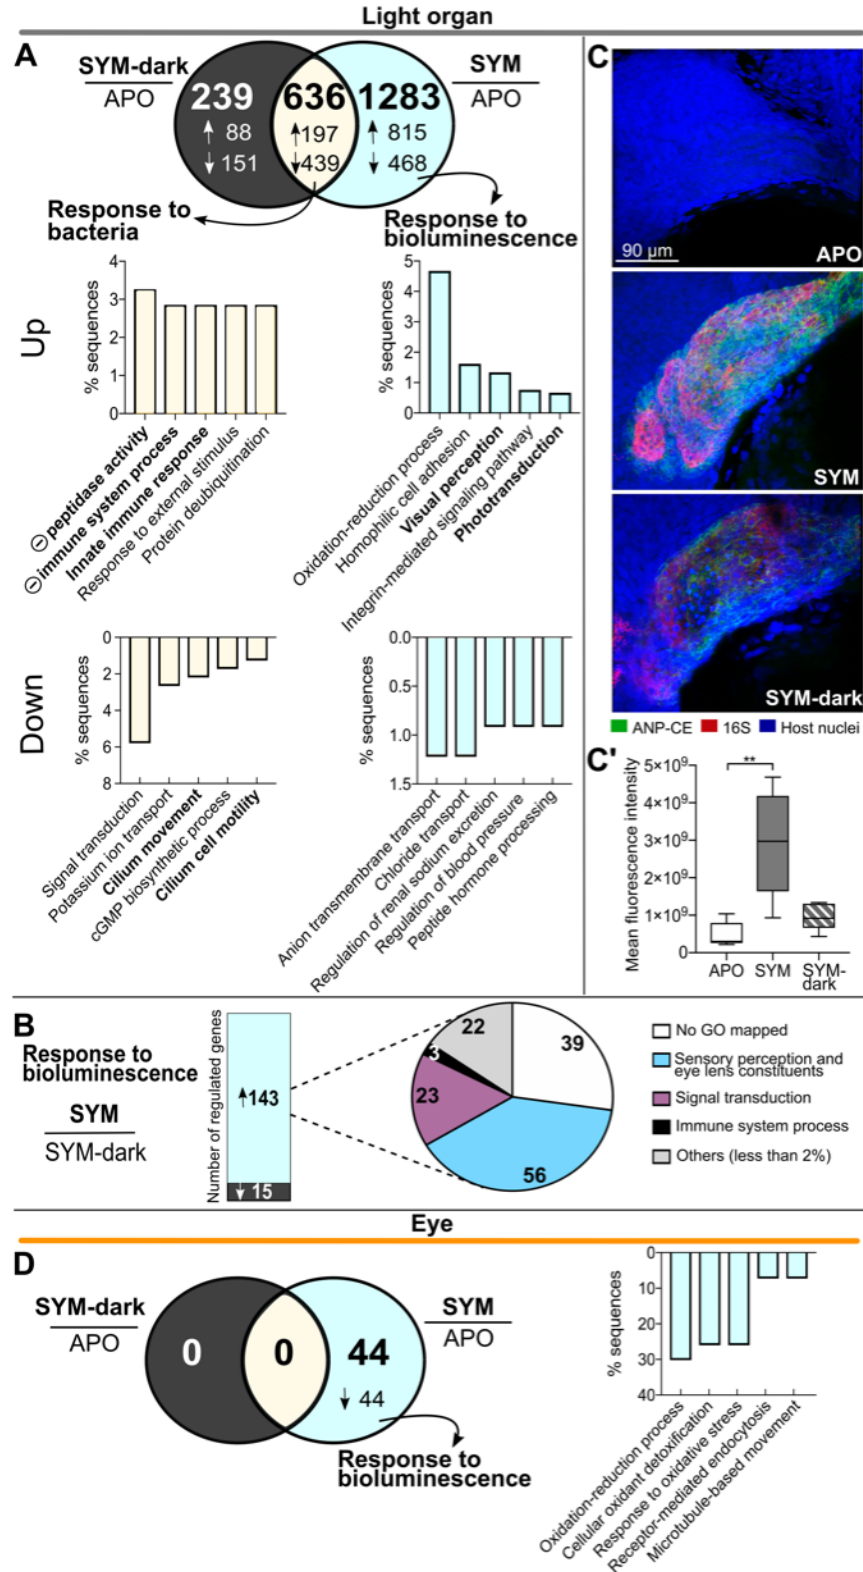 Light organ
A
SYM-dark
APO
239
↑ 88
↓ 151
636
↑197
↓439
1283
↑ 815
↓ 468
SYM
APO
Response to
bacteria
Response to
bioluminescence
Up
% sequences
4
3
2
1
0
⊖peptidase activity
⊖immune system process
Innate immune response
Response to external stimulus
Protein deubiquitination
% sequences
5
4
3
2
1
0
Oxidation-reduction process
Homophilic cell adhesion
Visual perception
Integrin-mediated signaling pathway
Phototransduction
Down
% sequences
0
2
4
6
8
Signal transduction
Potassium ion transport
Cilium movement
cGMP biosynthetic process
Cilium cell motility
% sequences
0.0
0.5
1.0
1.5
Anion transmembrane transport
Chloride transport
Regulation of renal sodium excretion
Regulation of blood pressure
Peptide hormone processing
C
90 µm
APO
SYM
SYM-dark
ANP-CE 16S Host nuclei
C'
Mean fluorescence intensity
5×10⁹
4×10⁹
3×10⁹
2×10⁹
1×10⁹
0
**
APO SYM SYM-
dark
B
Response to
bioluminescence
SYM
SYM-dark
Number of regulated genes
↑143
↓ 15
22
39
3
23
56
No GO mapped
Sensory perception and
eye lens constituents
Signal transduction
Immune system process
Others (less than 2%)
Eye
D
SYM-dark
APO
0
0
44
↓ 44
SYM
APO
Response to
bioluminescence
% sequences
0
10
20
30
40
Oxidation-reduction process
Cellular oxidant detoxification
Response to oxidative stress
Receptor-mediated endocytosis
Microtubule-based movement